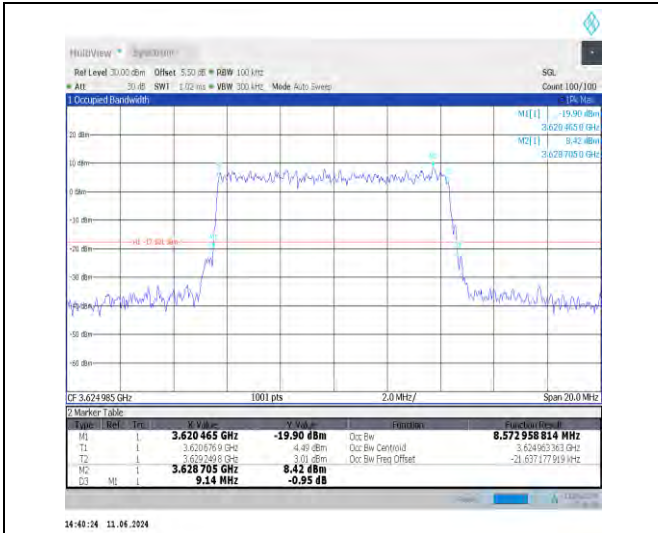 MultiView Spectrum
Ref Level 30.00 dBm Offset 5.50 dB RBW 100 kHz SGL
Att 30 dB SWT 1.02 ms VBW 300 kHz Mode Auto Sweep Count 100/100
1 Occupied Bandwidth 1Pk Max
M1[1] -19.90 dBm
3.6204650 GHz
M2[1] 8.42 dBm
3.6287050 GHz
20 dBm
10 dBm
0 dBm
-10 dBm
-20 dBm
-30 dBm
-40 dBm
-50 dBm
-60 dBm
CF 3.624985 GHz 1001 pts 2.0 MHz/ Span 20.0 MHz
2 Marker Table
Type Ref Trc X-Value Y-Value Function Function Result
M1 1 3.620465 GHz -19.90 dBm Occ Bw 8.572958814 MHz
T1 1 3.6206769 GHz 4.49 dBm Occ Bw Centroid 3.624963363 GHz
T2 1 3.6292498 GHz 3.01 dBm Occ Bw Freq Offset -21.637177919 kHz
M2 1 3.628705 GHz 8.42 dBm
D3 M1 1 9.14 MHz -0.95 dB
14:40:24 11.06.2024